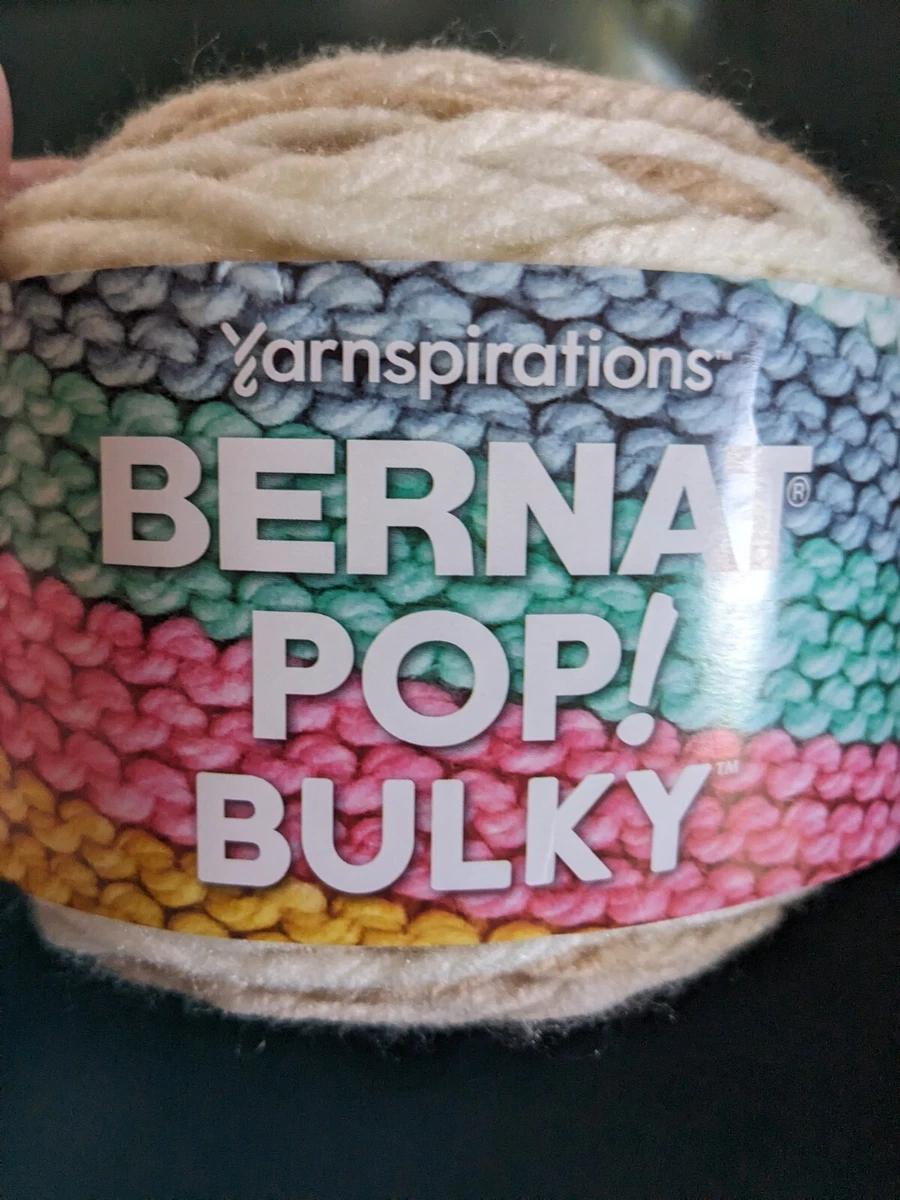 Yarnspirations™
BERNAT®
POP!
BULKY™